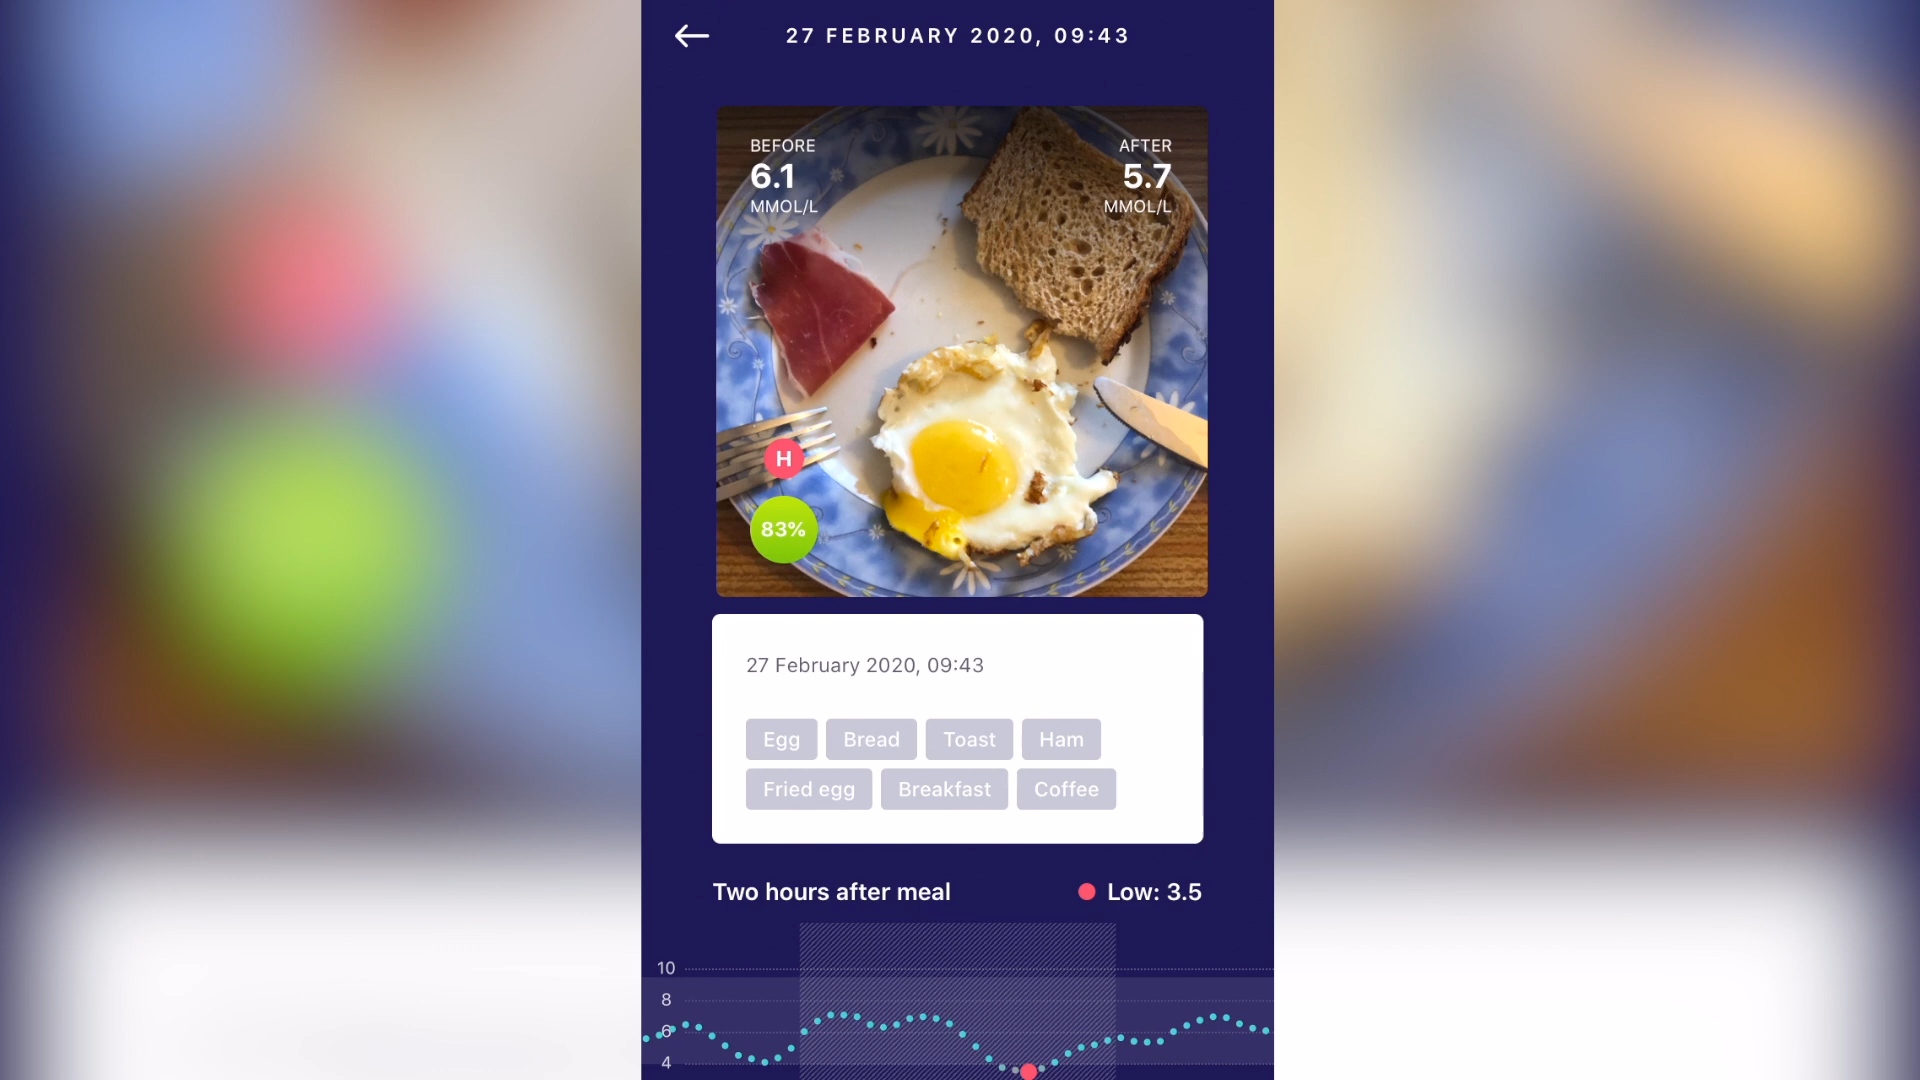 27 FEBRUARY 2020, 09:43
BEFORE
6.1
MMOL/L
AFTER
5.7
MMOL/L
H
83%
27 February 2020, 09:43
Egg Bread Toast Ham
Fried egg Breakfast Coffee
Two hours after meal Low: 3.5
10
8
6
4